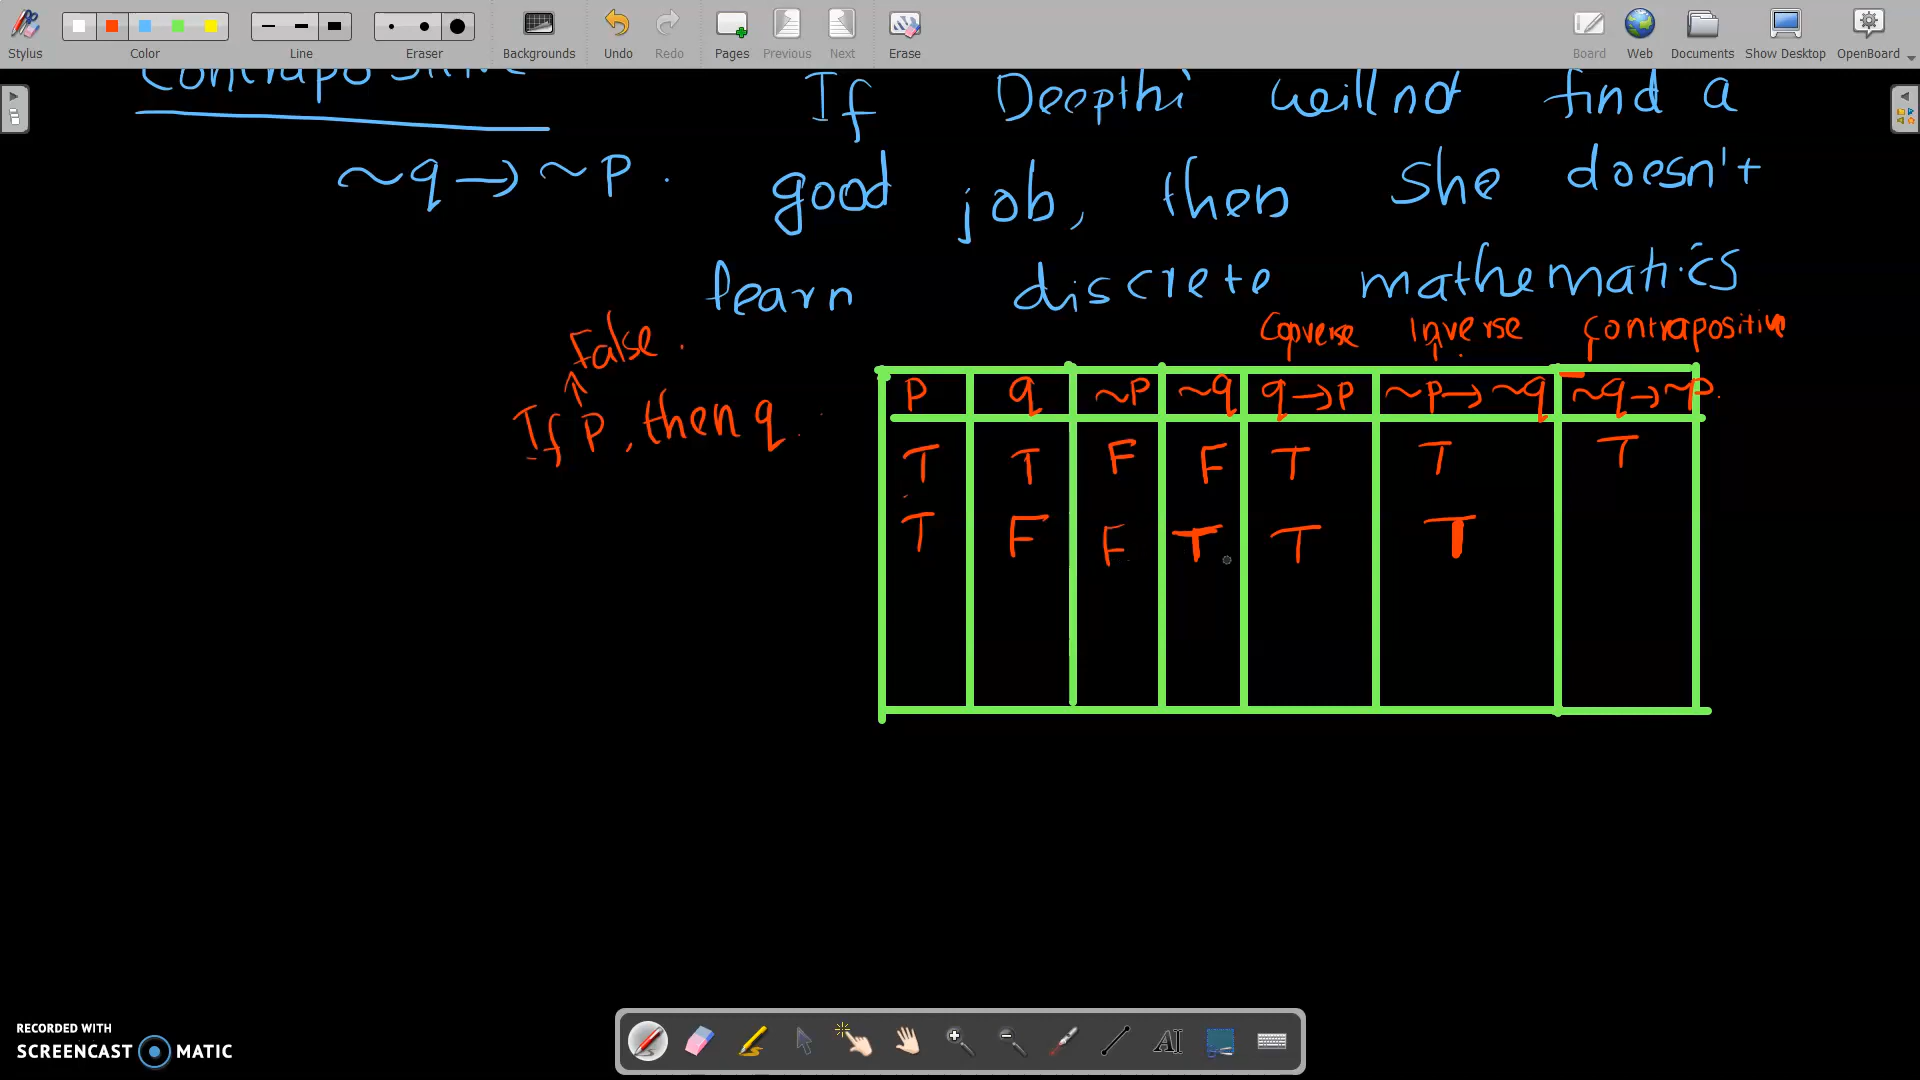 Stylus Color Line Eraser Backgrounds Undo Redo Pages Previous Next Erase Board Web Documents Show Desktop OpenBoard
If Deepthi will not find a
~q → ~p . good job, then she doesn't
learn discrete mathematics
False .
If P, then q .
Converse Inverse Contrapositive
P q ~P ~q q → P ~P → ~q ~q → ~P.
T T F F T T T
T F F T T T
RECORDED WITH
SCREENCAST MATIC